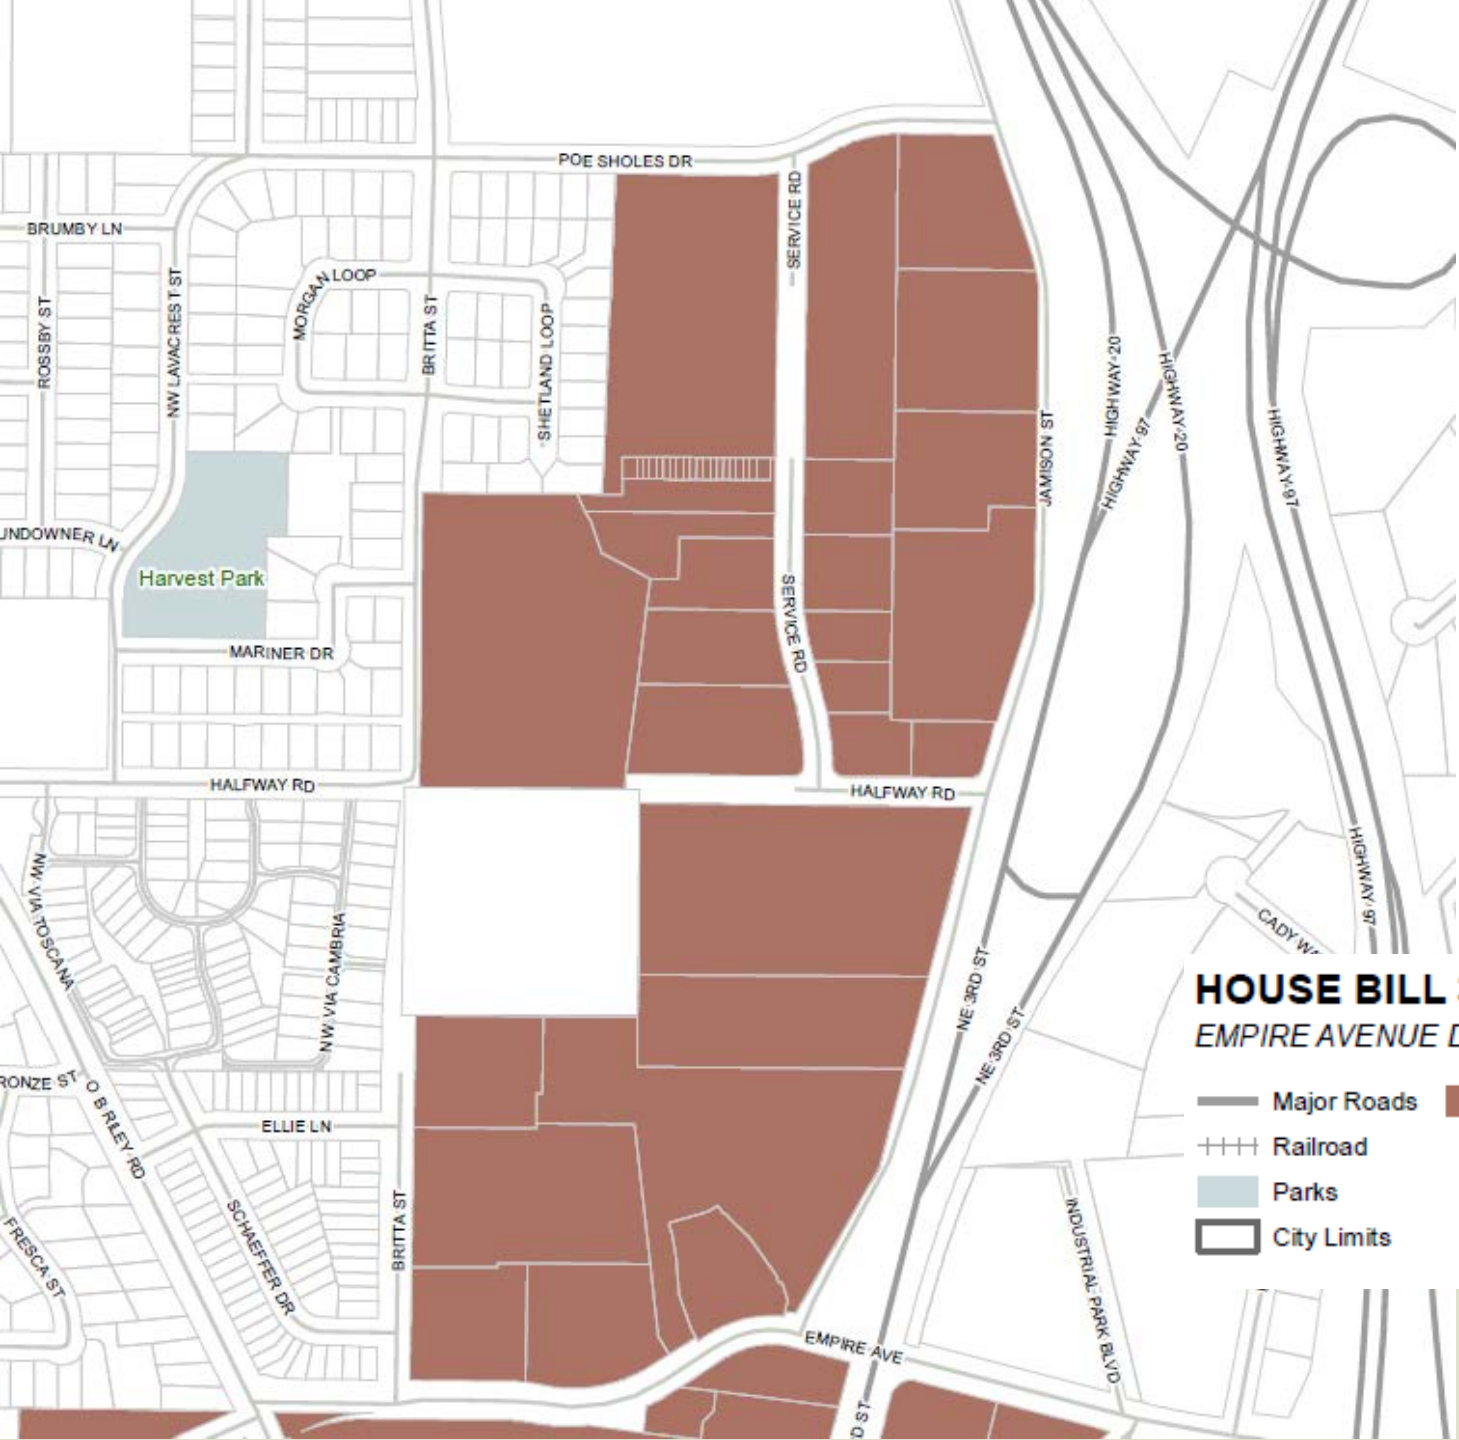 POE SHOLES DR
SERVICE RD
BRUMBY LN
MORGAN LOOP
ROSSBY ST
NW LAVACREST ST
BRITTA ST
SHETLAND LOOP
HIGHWAY 20
HIGHWAY 20
HIGHWAY 97
HIGHWAY 97
JAMISON ST
UNDOWNER LN
Harvest Park
SERVICE RD
MARINER DR
HALFWAY RD
HALFWAY RD
NW VIA TOSCANA
NW VIA CAMBRIA
HIGHWAY 97
CADY WA
NE 3RD ST
NE 3RD ST
HOUSE BILL
EMPIRE AVENUE D
RONZE ST
O B RILEY RD
Major Roads
ELLIE LN
Railroad
Parks
BRITTA ST
SCHAEFFER DR
FRESCA ST
City Limits
INDUSTRIAL PARK BLVD
EMPIRE AVE
D ST